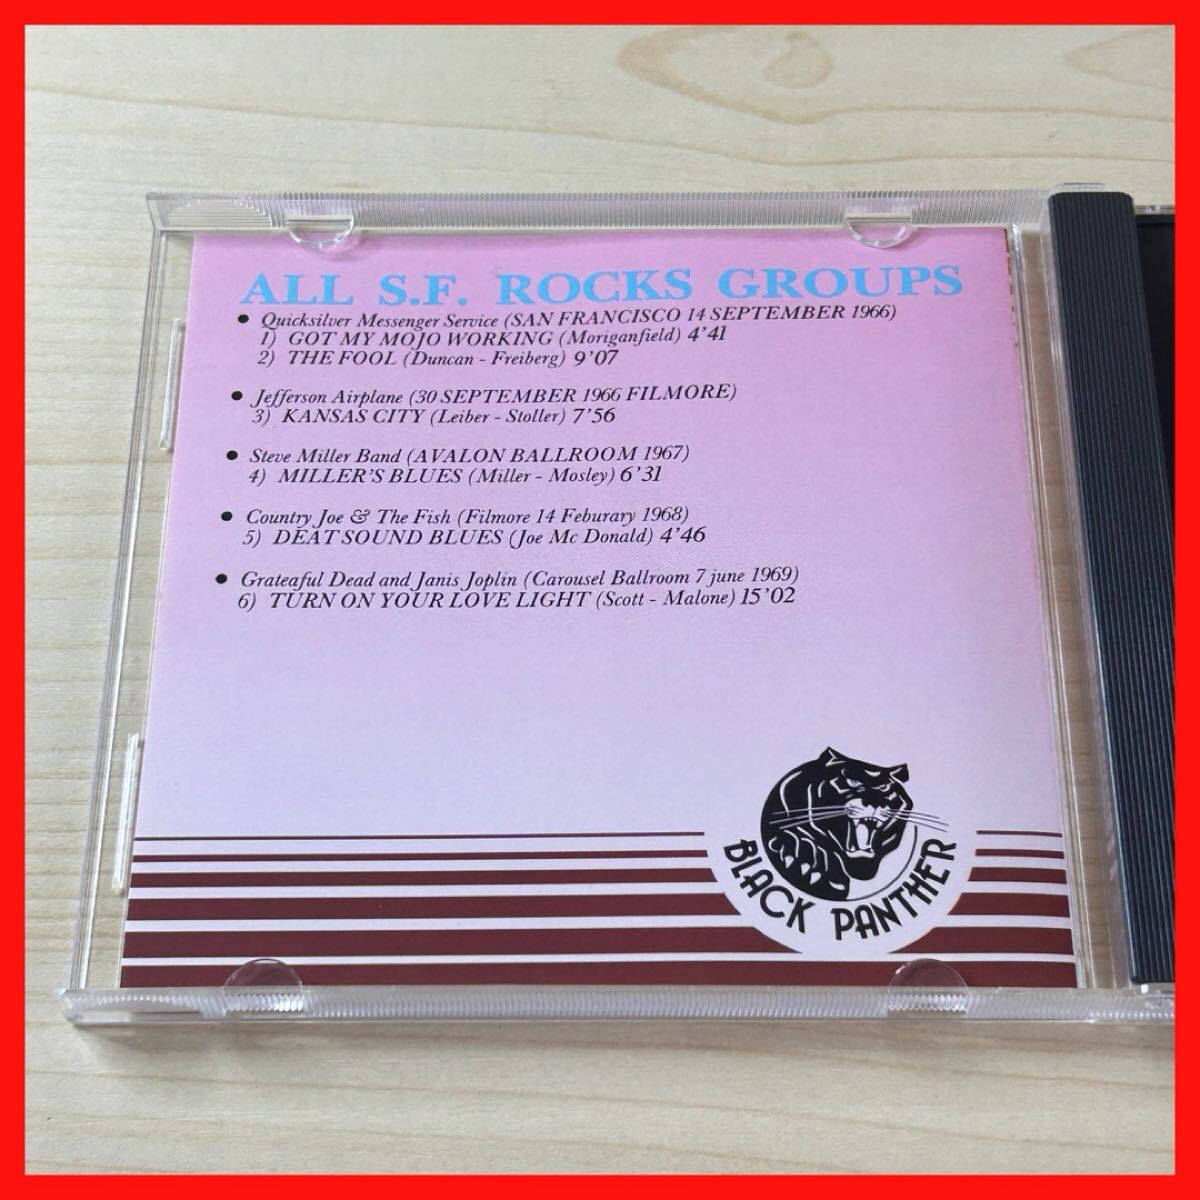 ALL S.F. ROCKS GROUPS
• Quicksilver Messenger Service (SAN FRANCISCO 14 SEPTEMBER 1966)
1) GOT MY MOJO WORKING (Moriganfield) 4'41
2) THE FOOL (Duncan - Freiberg) 9'07
• Jefferson Airplane (30 SEPTEMBER 1966 FILMORE)
3) KANSAS CITY (Leiber - Stoller) 7'56
• Steve Miller Band (AVALON BALLROOM 1967)
4) MILLER'S BLUES (Miller - Mosley) 6'31
• Country Joe & The Fish (Filmore 14 Feburary 1968)
5) DEAT SOUND BLUES (Joe Mc Donald) 4'46
• Grateaful Dead and Janis Joplin (Carousel Ballroom 7 june 1969)
6) TURN ON YOUR LOVE LIGHT (Scott - Malone) 15'02
BLACK PANTHER